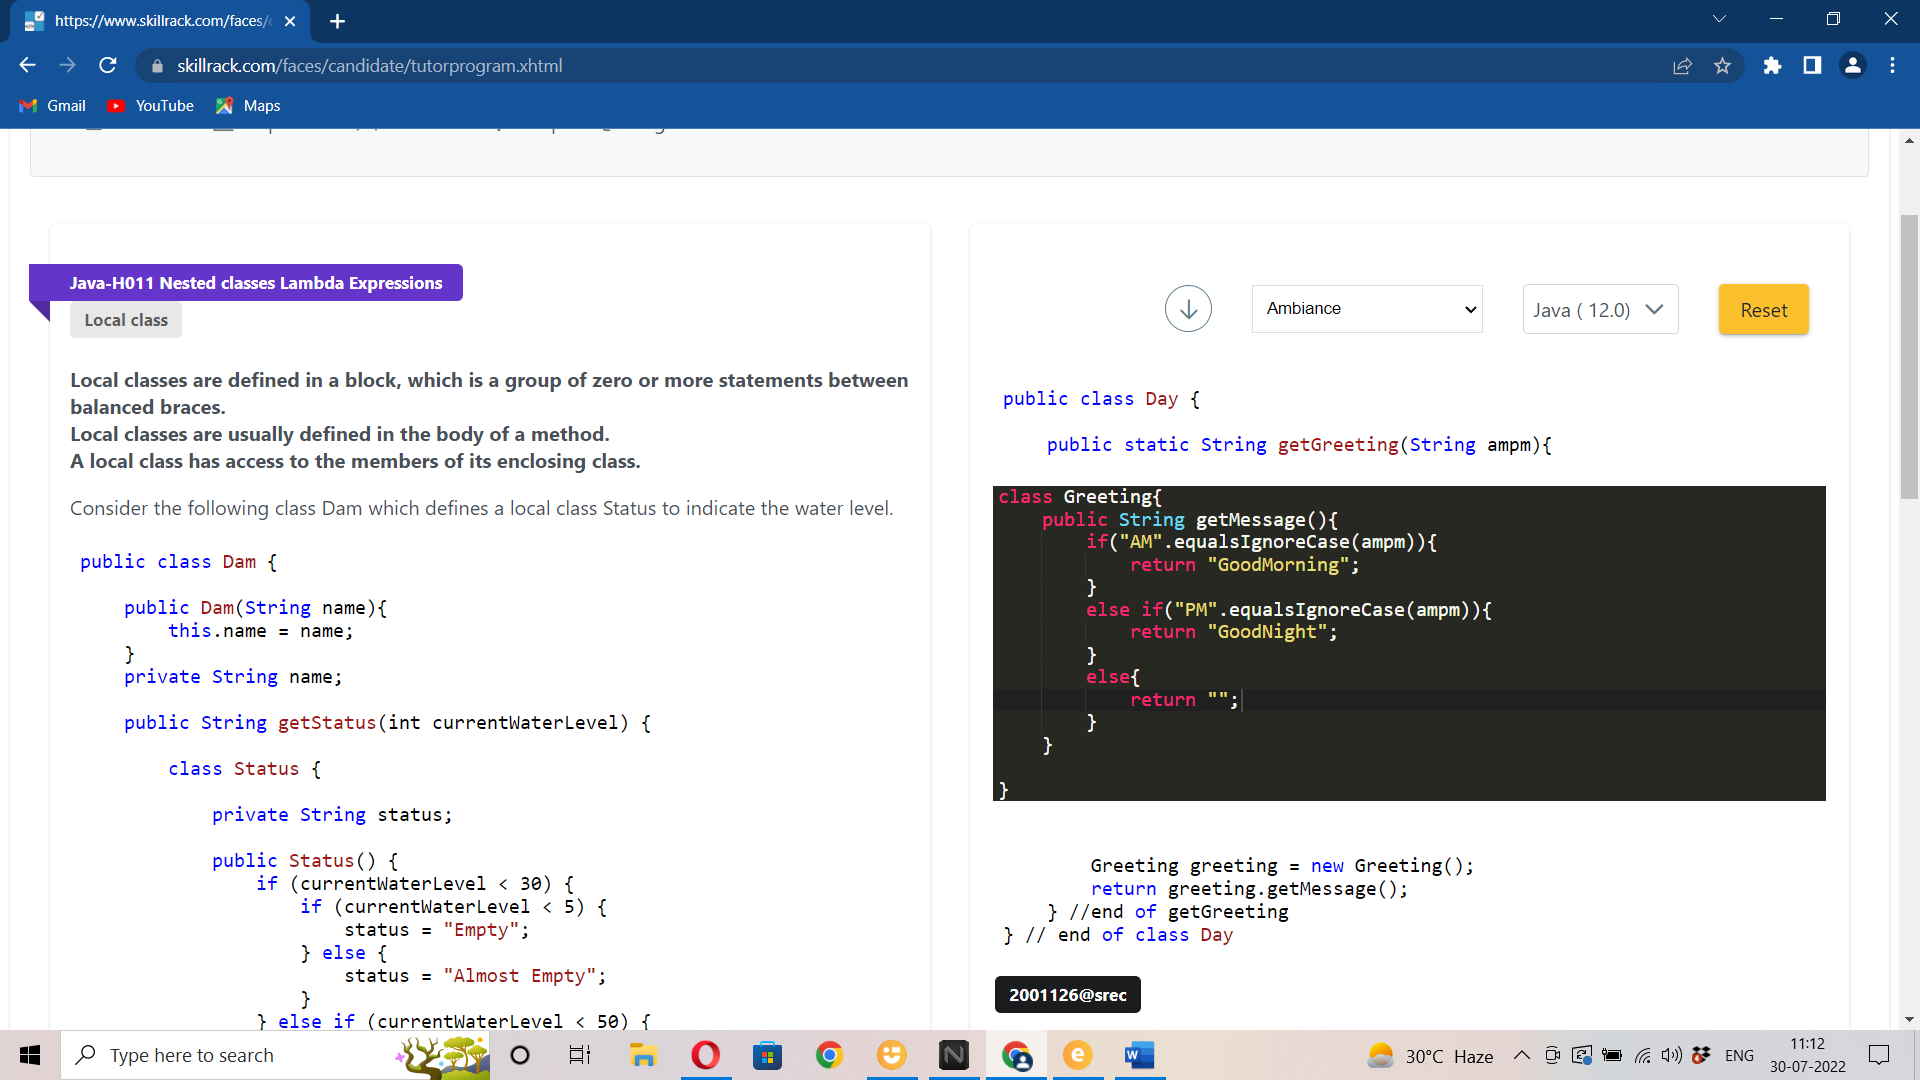 https://www.skillrack.com/faces/c
skillrack.com/faces/candidate/tutorprogram.xhtml
Gmail YouTube Maps
Java-H011 Nested classes Lambda Expressions
Local class
Local classes are defined in a block, which is a group of zero or more statements between
balanced braces.
Local classes are usually defined in the body of a method.
A local class has access to the members of its enclosing class.
Consider the following class Dam which defines a local class Status to indicate the water level.
public class Dam {
public Dam(String name){
this.name = name;
}
private String name;
public String getStatus(int currentWaterLevel) {
class Status {
private String status;
public Status() {
if (currentWaterLevel < 30) {
if (currentWaterLevel < 5) {
status = "Empty";
} else {
status = "Almost Empty";
}
} else if (currentWaterLevel < 50) {
Ambiance
Java ( 12.0)
Reset
public class Day {
public static String getGreeting(String ampm){
class Greeting{
public String getMessage(){
if("AM".equalsIgnoreCase(ampm)){
return "GoodMorning";
}
else if("PM".equalsIgnoreCase(ampm)){
return "GoodNight";
}
else{
return "";
}
}
}
Greeting greeting = new Greeting();
return greeting.getMessage();
} //end of getGreeting
} // end of class Day
2001126@srec
Type here to search
30°C Haze
ENG
11:12
30-07-2022